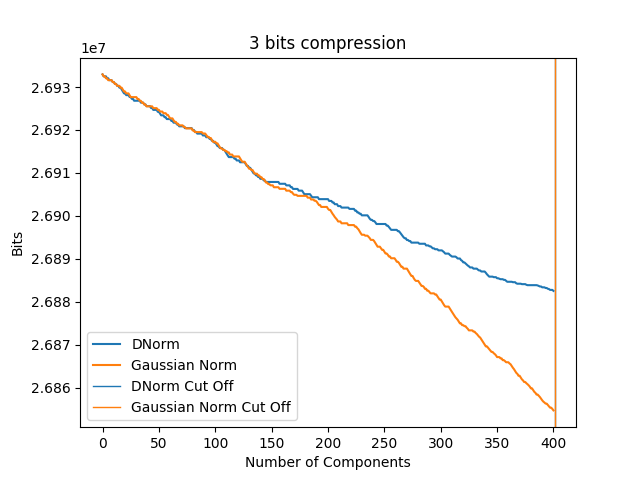 3 bits compression
1e7
2.693
2.692
2.691
2.690
2.689
2.688
2.687
2.686
Bits
DNorm
Gaussian Norm
DNorm Cut Off
Gaussian Norm Cut Off
0 50 100 150 200 250 300 350 400
Number of Components